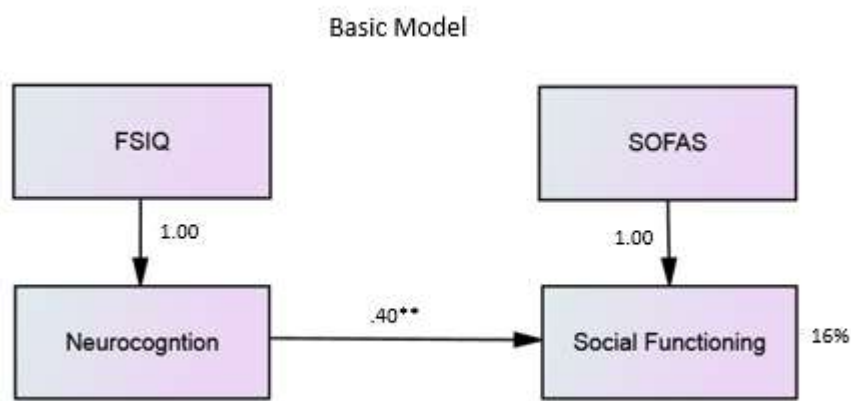 Basic Model
FSIQ
SOFAS
1.00
1.00
.40**
Neurocogntion
Social Functioning
16%